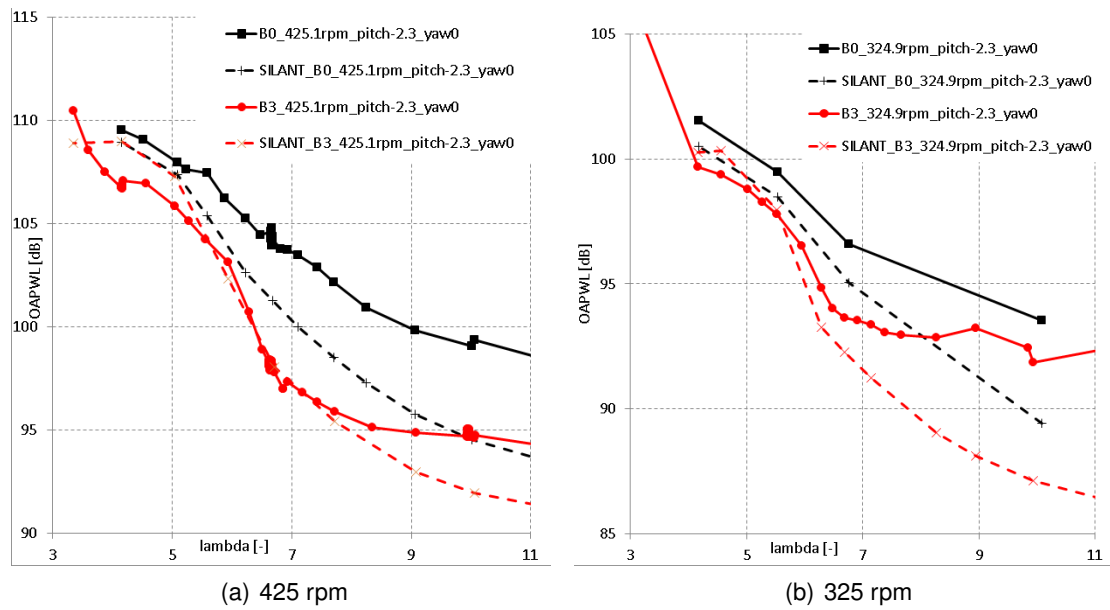 115
110
105
100
95
90
OAPWL [dB]
B0_425.1rpm_pitch-2.3_yaw0
SILANT_B0_425.1rpm_pitch-2.3_yaw0
B3_425.1rpm_pitch-2.3_yaw0
SILANT_B3_425.1rpm_pitch-2.3_yaw0
3
5
7
9
11
lambda [-]
(a) 425 rpm
105
100
95
90
85
OAPWL [dB]
B0_324.9rpm_pitch-2.3_yaw0
SILANT_B0_324.9rpm_pitch-2.3_yaw0
B3_324.9rpm_pitch-2.3_yaw0
SILANT_B3_324.9rpm_pitch-2.3_yaw0
3
5
7
9
11
lambda [-]
(b) 325 rpm